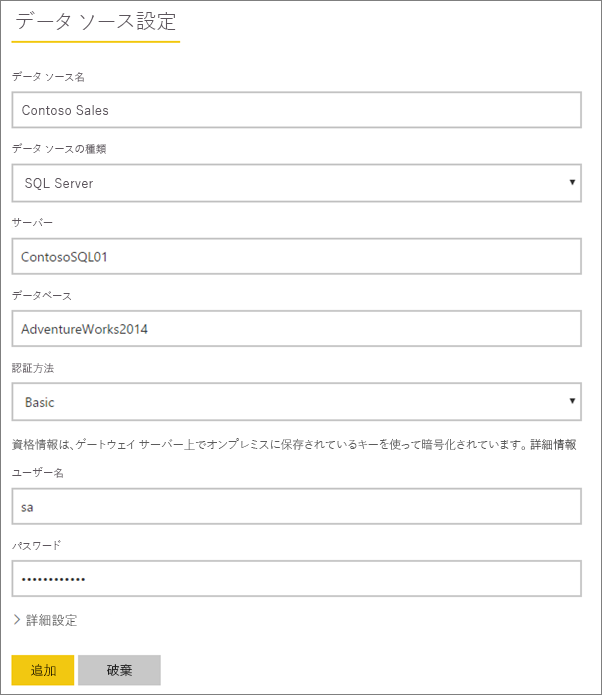 データ ソース設定
データ ソース名
Contoso Sales
データ ソースの種類
SQL Server
サーバー
ContosoSQL01
データベース
AdventureWorks2014
認証方法
Basic
資格情報は、ゲートウェイ サーバー上でオンプレミスに保存されているキーを使って暗号化されています。詳細情報
ユーザー名
sa
パスワード
••••••••••••
詳細設定
追加 破棄